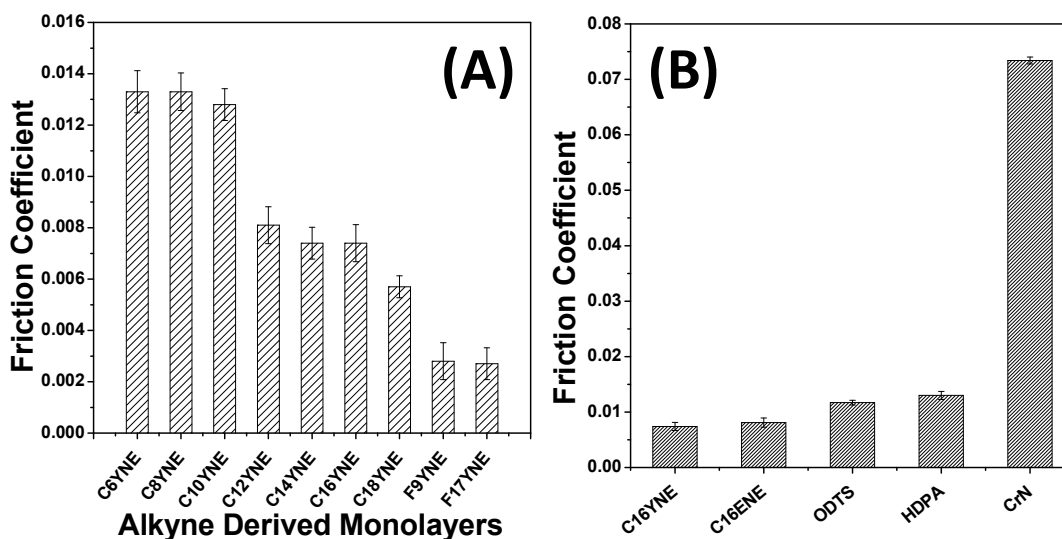 (A)
Friction Coefficient
0.016
0.014
0.012
0.010
0.008
0.006
0.004
0.002
0.000
C6YNE
C8YNE
C10YNE
C12YNE
C14YNE
C16YNE
C18YNE
F9YNE
F17YNE
Alkyne Derived Monolayers
(B)
Friction Coefficient
0.08
0.07
0.06
0.05
0.04
0.03
0.02
0.01
0.00
C16YNE
C16ENE
ODTS
HDPA
CrN